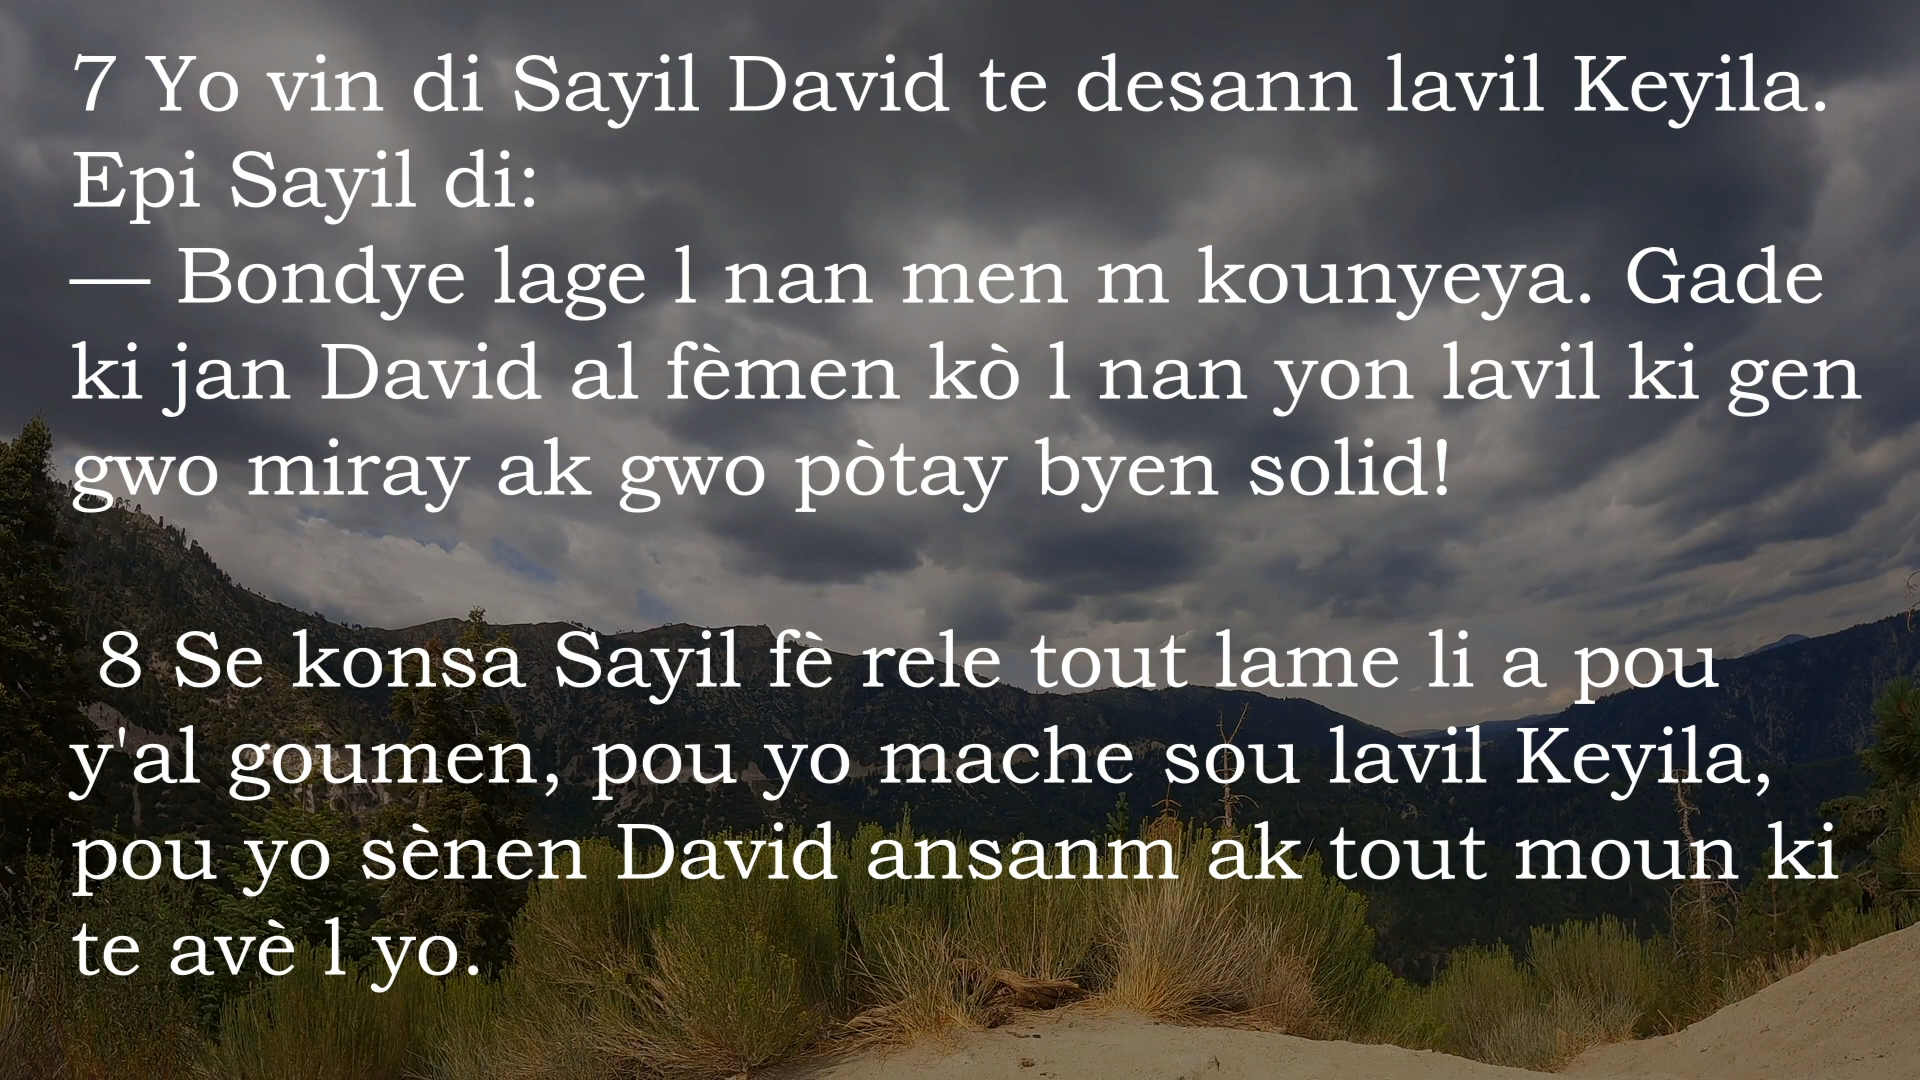 7 Yo vin di Sayil David te desann lavil Keyila.
Epi Sayil di:
— Bondye lage l nan men m kounyeya. Gade
ki jan David al fèmen kò l nan yon lavil ki gen
gwo miray ak gwo pòtay byen solid!
8 Se konsa Sayil fè rele tout lame li a pou
y'al goumen, pou yo mache sou lavil Keyila,
pou yo sènen David ansanm ak tout moun ki
te avè l yo.